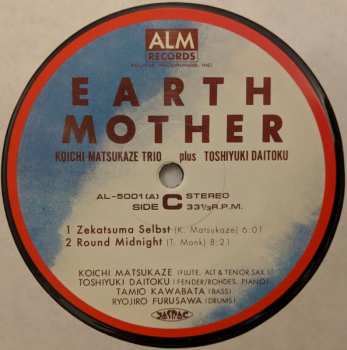 ALM
RECORDS
EARTH
MOTHER
KOICHI MATSUKAZE TRIO plus TOSHIYUKI DAITOKU
AL-5001(A) STEREO
SIDE C 33⅓R.P.M.
1 Zekatsuma Selbst (K. Matsukaze) 6:01
2 Round Midnight (T. Monk) 8:21
KOICHI MATSUKAZE (FLUTE, ALT & TENOR SAX.)
TOSHIYUKI DAITOKU (FENDER/ROHDES, PIANO)
TAMIO KAWABATA (BASS)
RYOJIRO FURUSAWA (DRUMS)
JASRAC